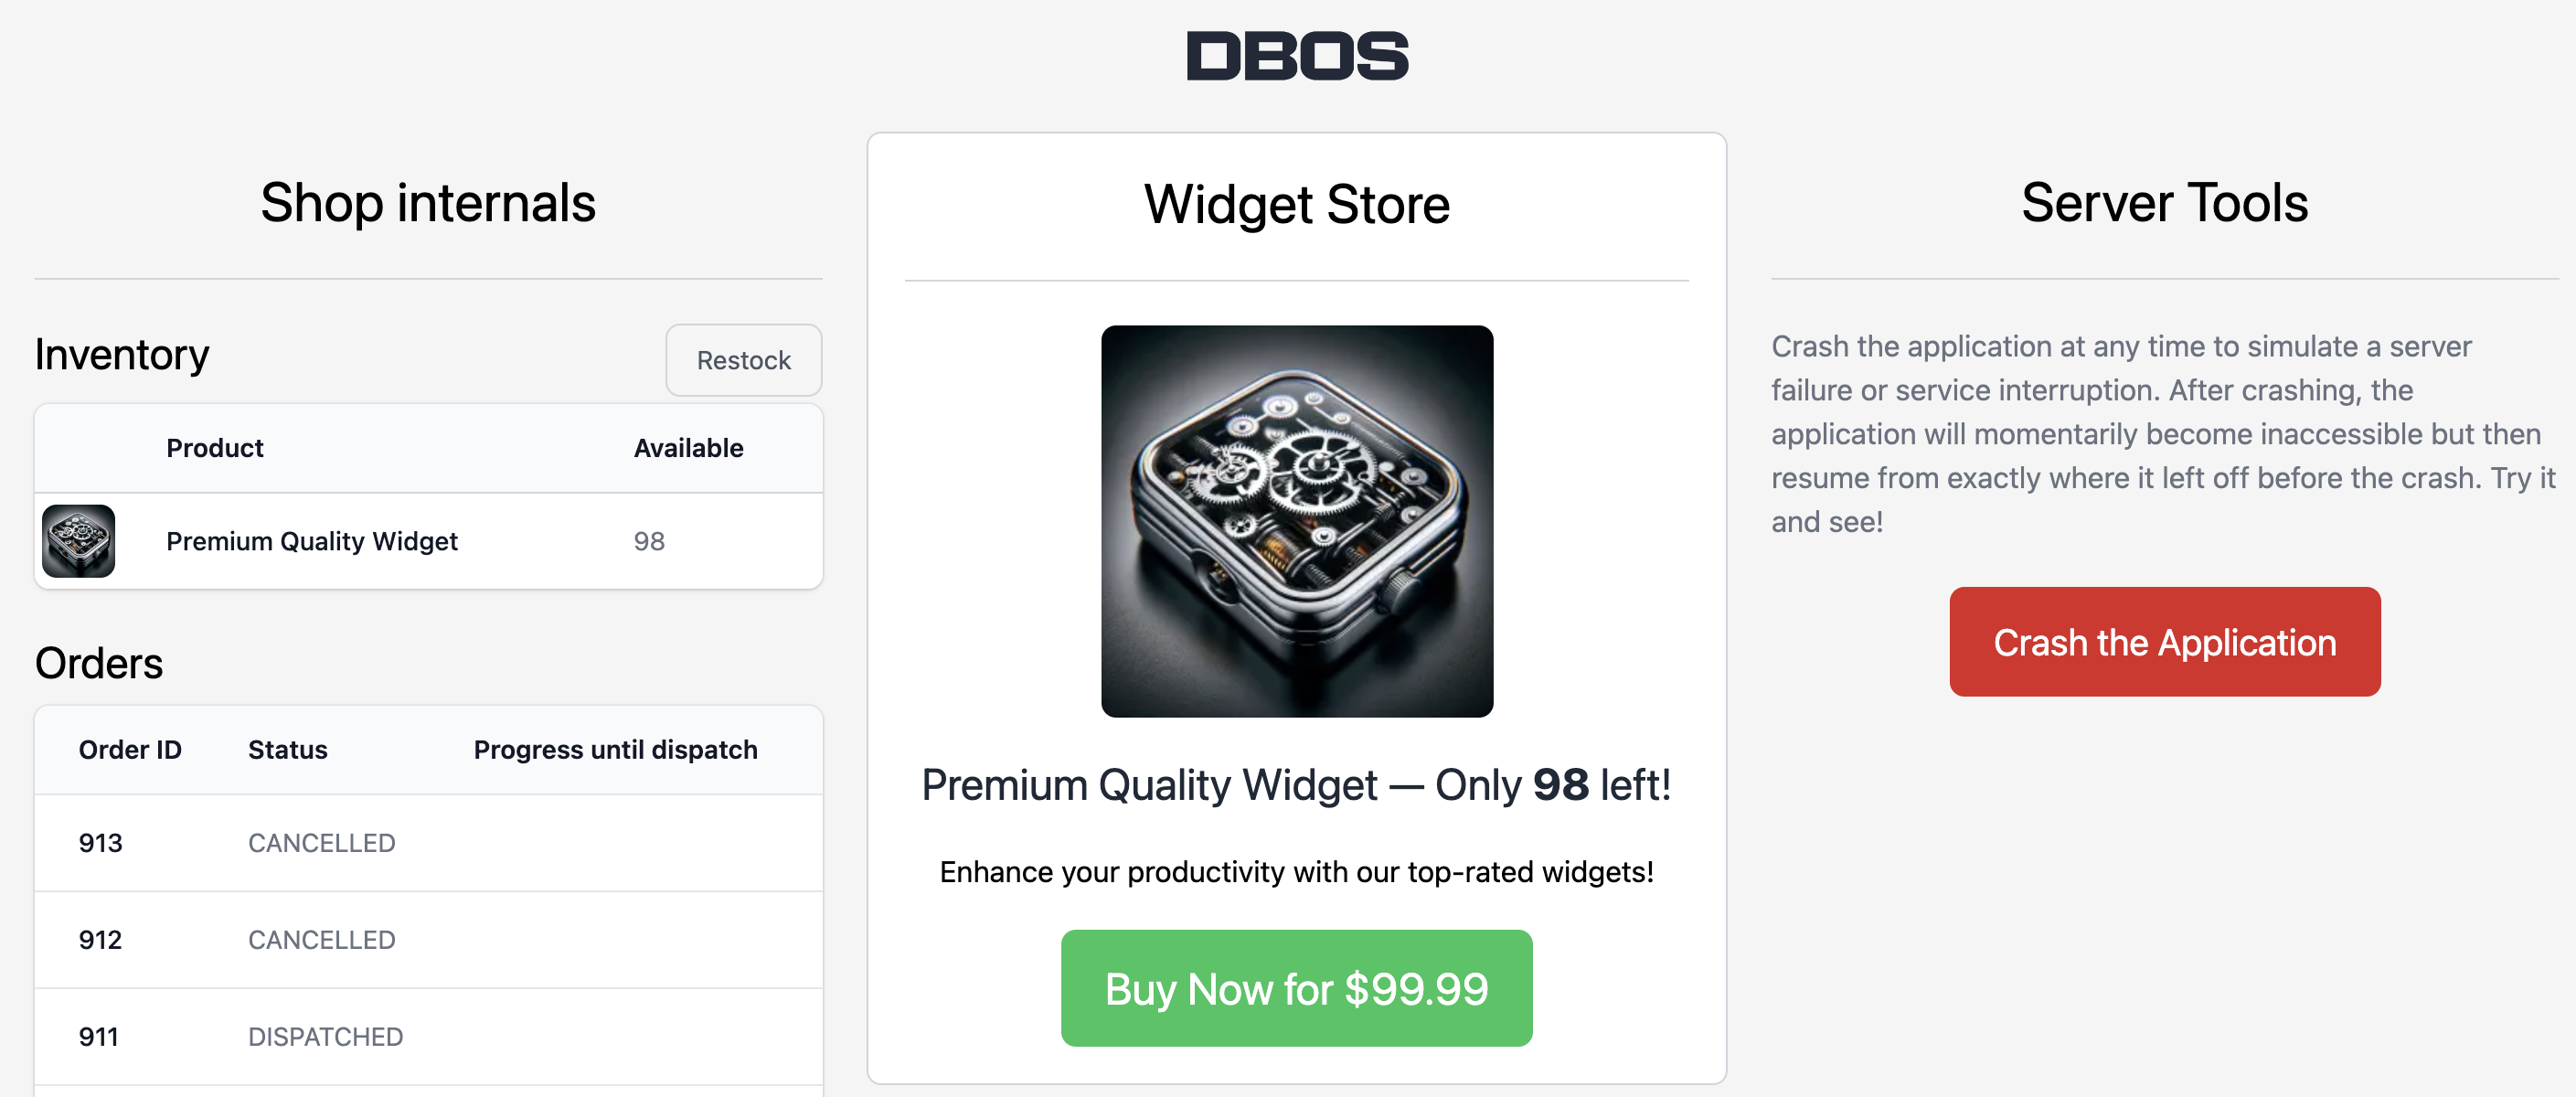 DBOS
Shop internals
Inventory
Restock
Product Available
Premium Quality Widget 98
Orders
Order ID Status Progress until dispatch
913 CANCELLED
912 CANCELLED
911 DISPATCHED
Widget Store
Premium Quality Widget — Only 98 left!
Enhance your productivity with our top-rated widgets!
Buy Now for $99.99
Server Tools
Crash the application at any time to simulate a server
failure or service interruption. After crashing, the
application will momentarily become inaccessible but then
resume from exactly where it left off before the crash. Try it
and see!
Crash the Application